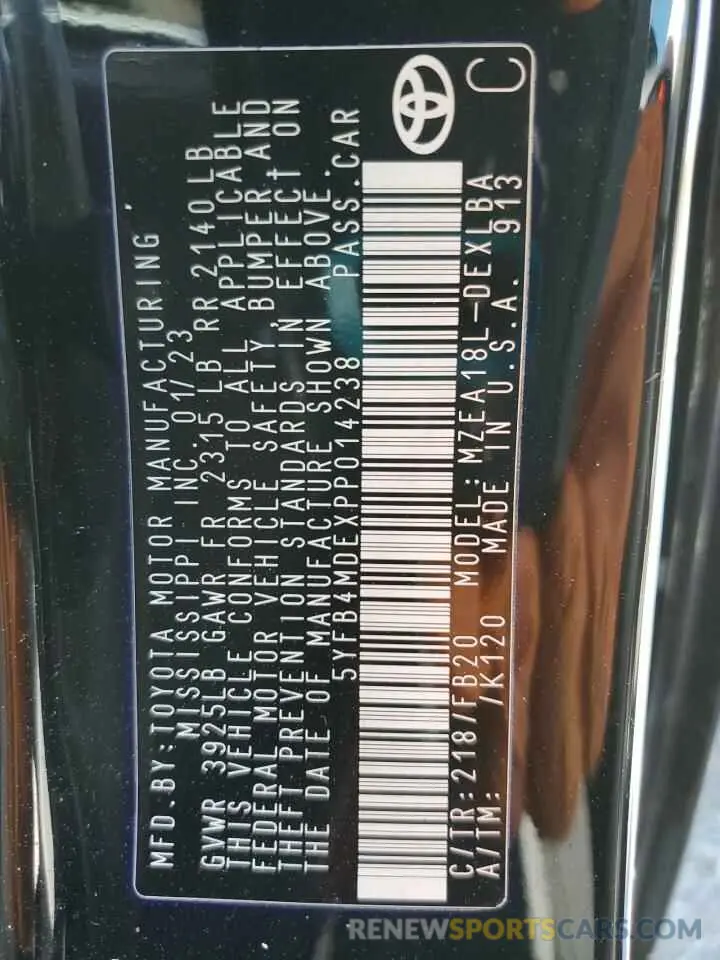 MFD.BY:TOYOTA MOTOR MANUFACTURING
MISSISSIPPI INC. 01/23
GVWR 3925LB GAWR FR 2315 LB RR 2140LB
THIS VEHICLE CONFORMS TO ALL APPLICABLE
FEDERAL MOTOR VEHICLE SAFETY, BUMPER, AND
THEFT PREVENTION STANDARDS IN EFFECT ON
THE DATE OF MANUFACTURE SHOWN ABOVE.
5YFB4MDEXPP014238 PASS.CAR
C/TR:218/FB20 MODEL:MZEA18L-DEXLBA
A/TM: /K120 MADE IN U.S.A. 913
C
RENEWSPORTSCARS.COM